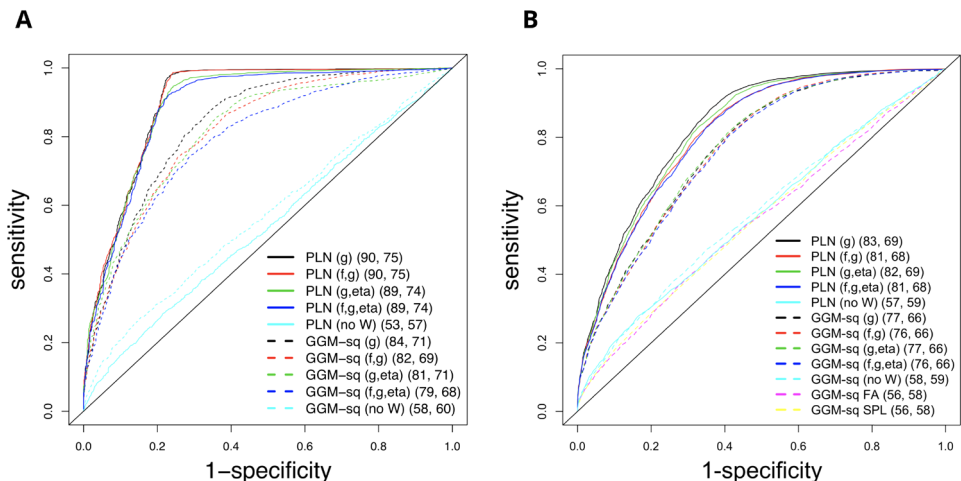 A
B
sensitivity
1.0
0.8
0.6
0.4
0.2
0.0
PLN (g) (90, 75)
PLN (f,g) (90, 75)
PLN (g,eta) (89, 74)
PLN (f,g,eta) (89, 74)
PLN (no W) (53, 57)
GGM−sq (g) (84, 71)
GGM−sq (f,g) (82, 69)
GGM−sq (g,eta) (81, 71)
GGM−sq (f,g,eta) (79, 68)
GGM−sq (no W) (58, 60)
0.0 0.2 0.4 0.6 0.8 1.0
1−specificity
sensitivity
1.0
0.8
0.6
0.4
0.2
0.0
PLN (g) (83, 69)
PLN (f,g) (81, 68)
PLN (g,eta) (82, 69)
PLN (f,g,eta) (81, 68)
PLN (no W) (57, 59)
GGM-sq (g) (77, 66)
GGM-sq (f,g) (76, 66)
GGM-sq (g,eta) (77, 66)
GGM-sq (f,g,eta) (76, 66)
GGM-sq (no W) (58, 59)
GGM-sq FA (56, 58)
GGM-sq SPL (56, 58)
0.0 0.2 0.4 0.6 0.8 1.0
1-specificity